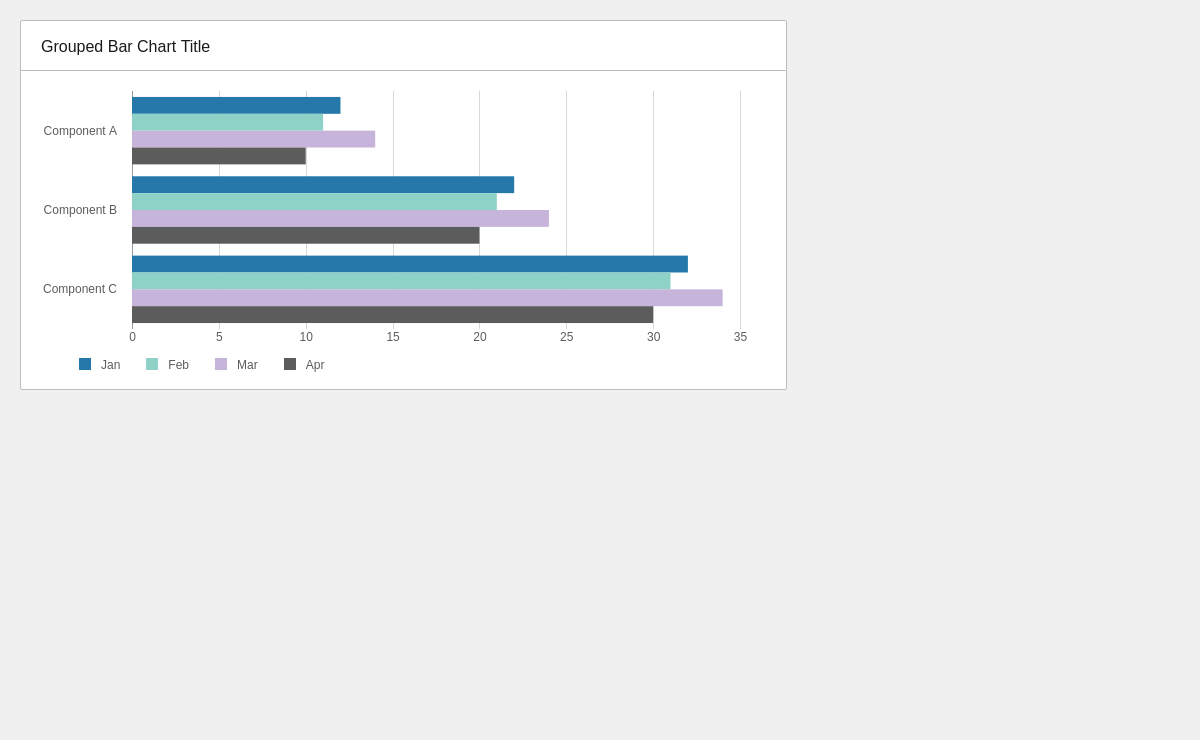 Grouped Bar Chart Title
Component A
Component B
Component C
0 5 10 15 20 25 30 35
Jan Feb Mar Apr